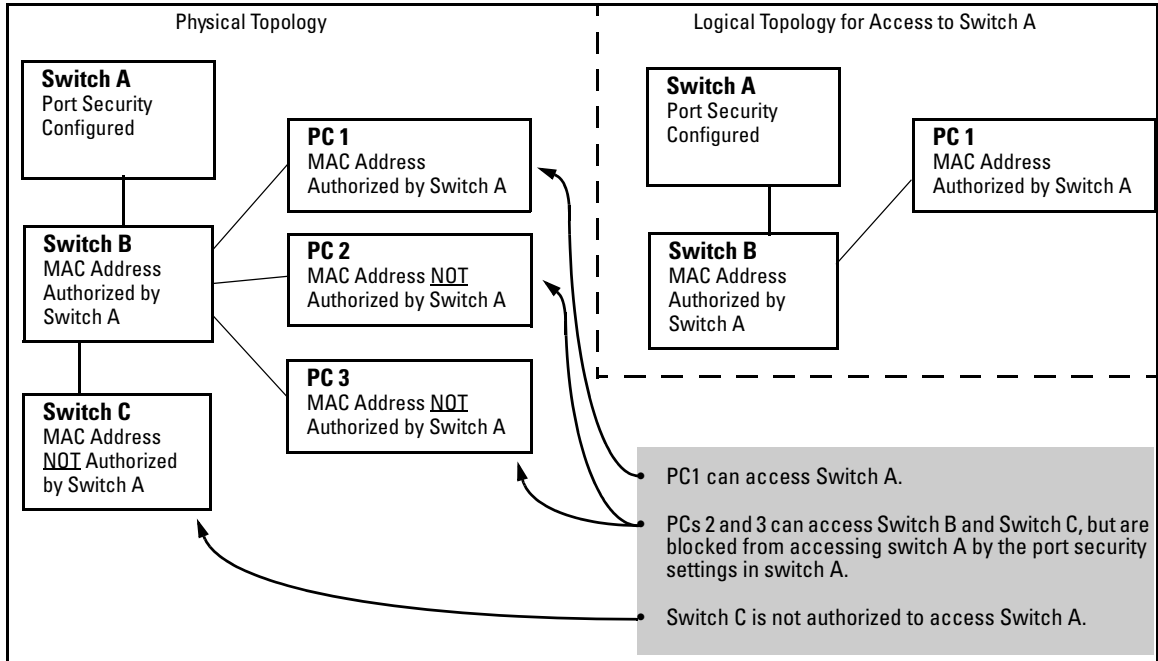 Physical Topology
Logical Topology for Access to Switch A
Switch A
Port Security
Configured
PC 1
MAC Address
Authorized by Switch A
Switch B
MAC Address
Authorized by
Switch A
PC 2
MAC Address NOT
Authorized by Switch A
PC 3
MAC Address NOT
Authorized by Switch A
Switch C
MAC Address
NOT Authorized
by Switch A
Switch A
Port Security
Configured
PC 1
MAC Address
Authorized by Switch A
Switch B
MAC Address
Authorized by
Switch A
• PC1 can access Switch A.
• PCs 2 and 3 can access Switch B and Switch C, but are
blocked from accessing switch A by the port security
settings in switch A.
• Switch C is not authorized to access Switch A.